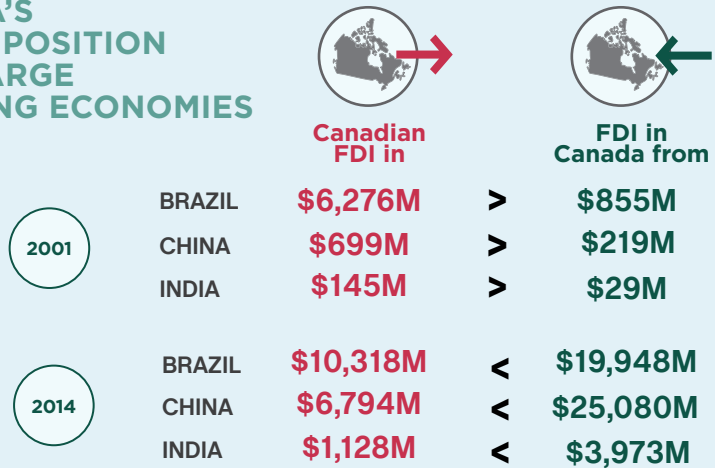 A'S
POSITION
ARGE
NG ECONOMIES
Canadian
FDI in
FDI in
Canada from
2001
BRAZIL $6,276M > $855M
CHINA $699M > $219M
INDIA $145M > $29M
2014
BRAZIL $10,318M < $19,948M
CHINA $6,794M < $25,080M
INDIA $1,128M < $3,973M